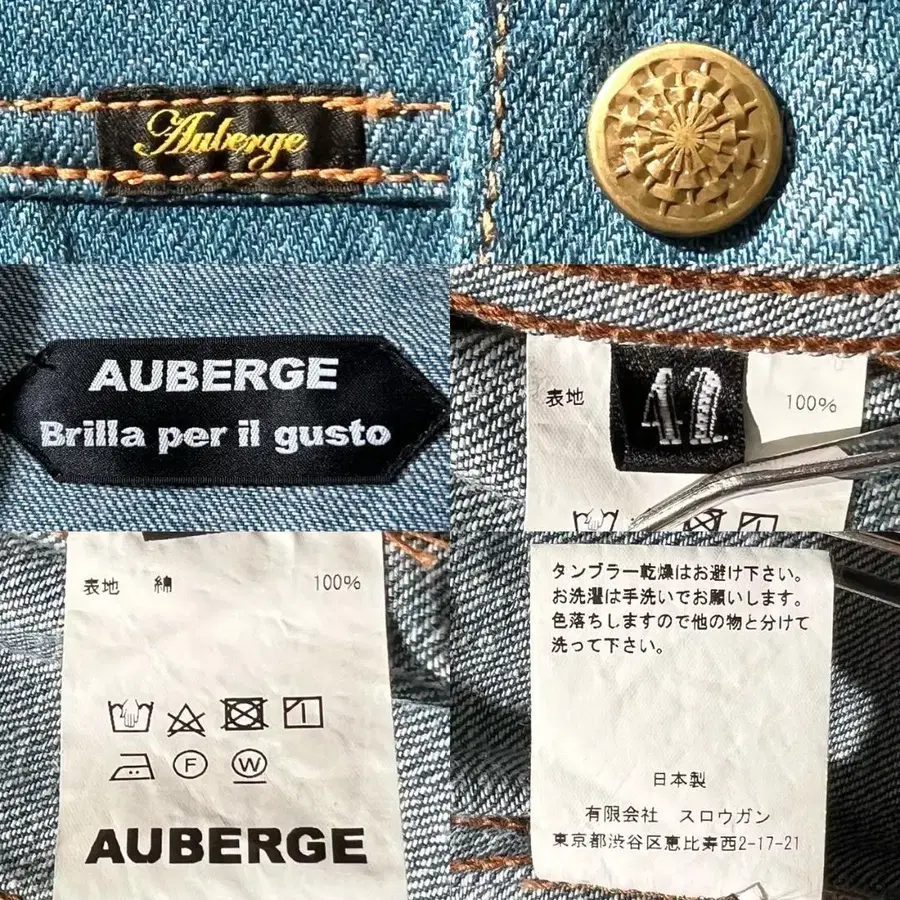 Auberge
AUBERGE
Brilla per il gusto
表地
42
100%
表地 綿 100%
F
W
AUBERGE
タンブラー乾燥はお避け下さい。
お洗濯は手洗いでお願いします。
色落ちしますので他の物と分けて
洗って下さい。
日本製
有限会社 スロウガン
東京都渋谷区恵比寿西2-17-21